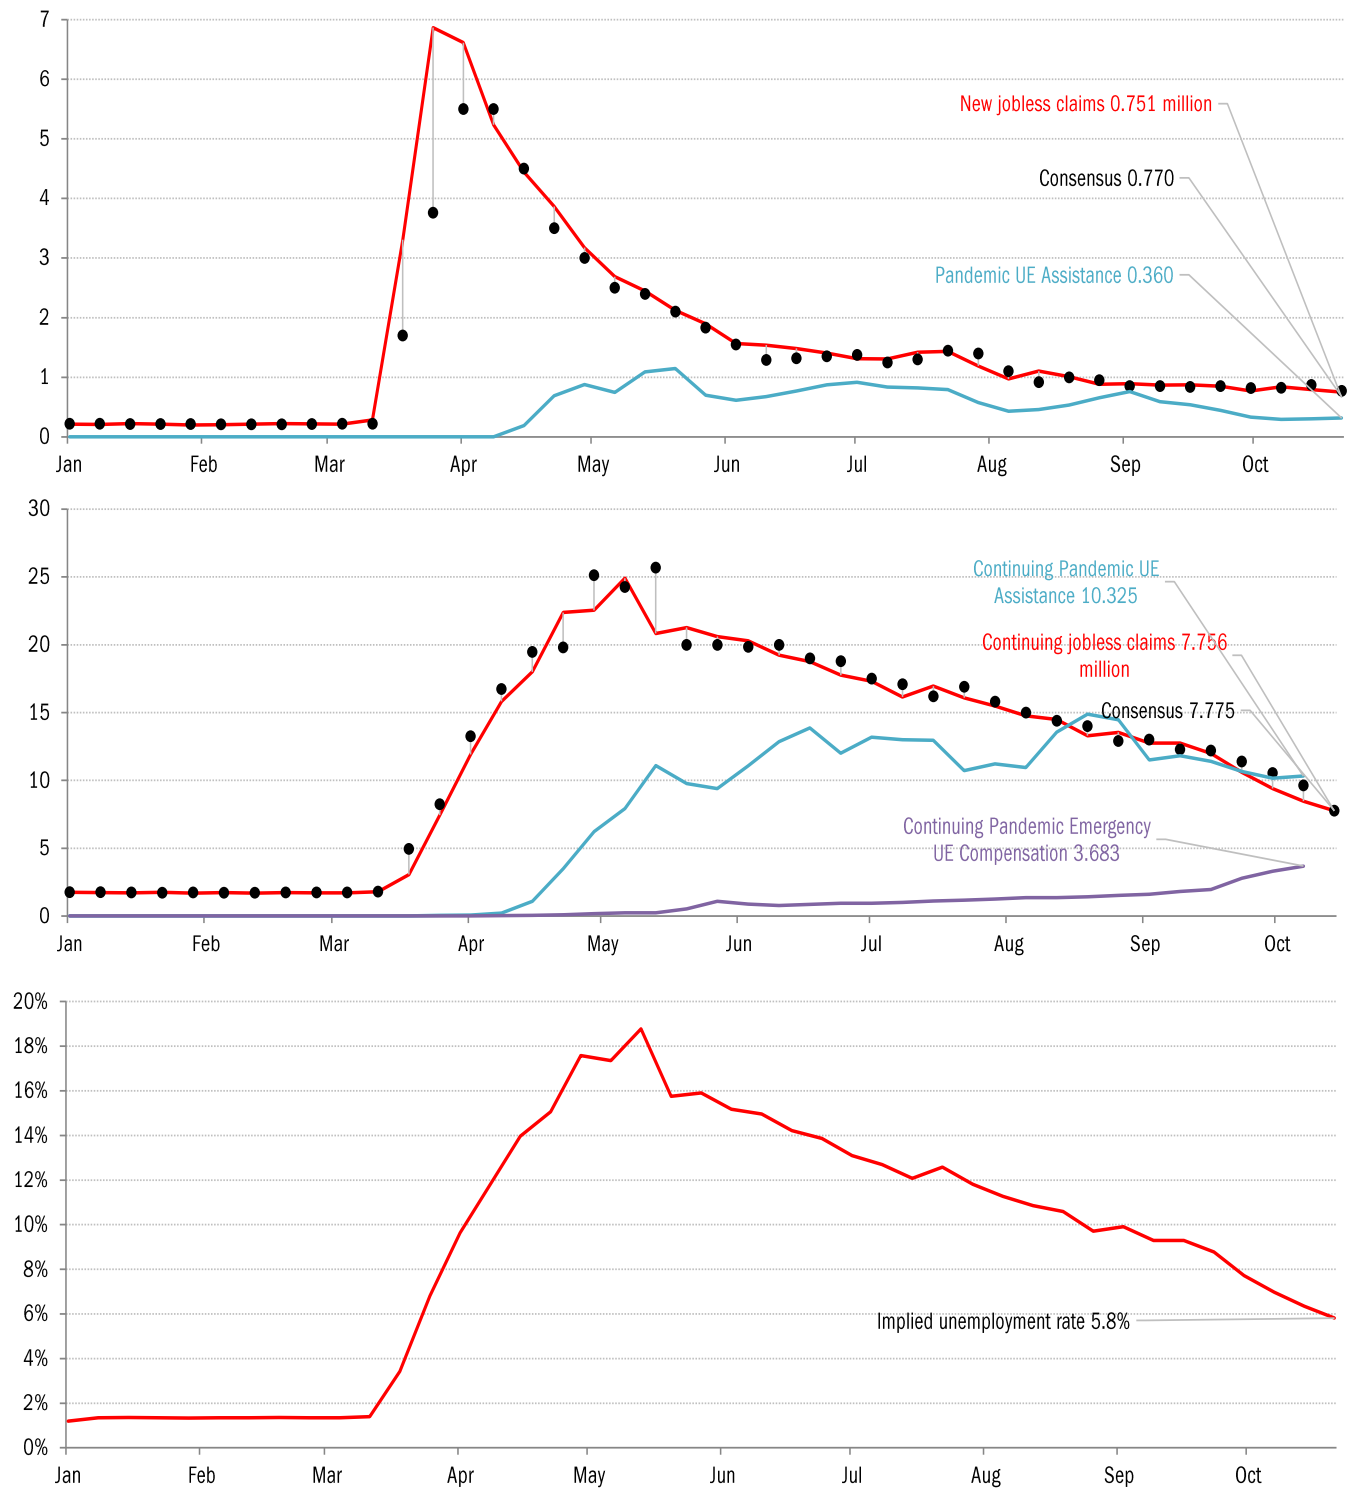 7
6
5
4
3
2
1
0
New jobless claims 0.751 million
Consensus 0.770
Pandemic UE Assistance 0.360
Jan Feb Mar Apr May Jun Jul Aug Sep Oct
30
25
20
15
10
5
0
Continuing Pandemic UE
Assistance 10.325
Continuing jobless claims 7.756
million
Consensus 7.775
Continuing Pandemic Emergency
UE Compensation 3.683
Jan Feb Mar Apr May Jun Jul Aug Sep Oct
20%
18%
16%
14%
12%
10%
8%
6%
4%
2%
0%
Implied unemployment rate 5.8%
Jan Feb Mar Apr May Jun Jul Aug Sep Oct